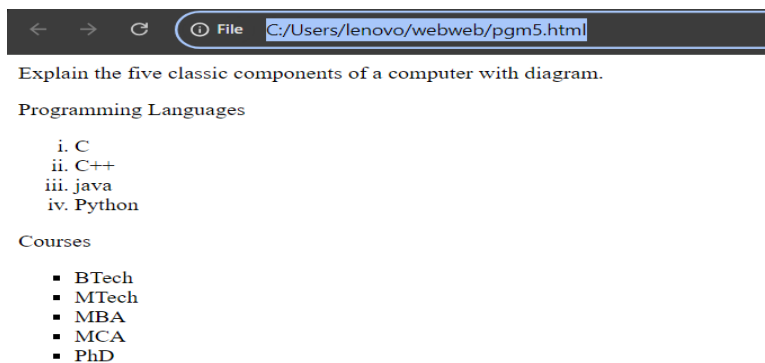 File C:/Users/lenovo/webweb/pgm5.html
Explain the five classic components of a computer with diagram.
Programming Languages
i. C
ii. C++
iii. java
iv. Python
Courses
▪ BTech
▪ MTech
▪ MBA
▪ MCA
▪ PhD